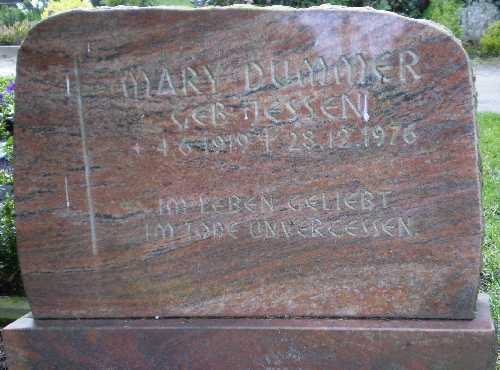 MARY DUMMER
GEB. JESSEN
* 4.6.1919 † 28.12.1976
IM LEBEN GELIEBT
IM TODE UNVERGESSEN.